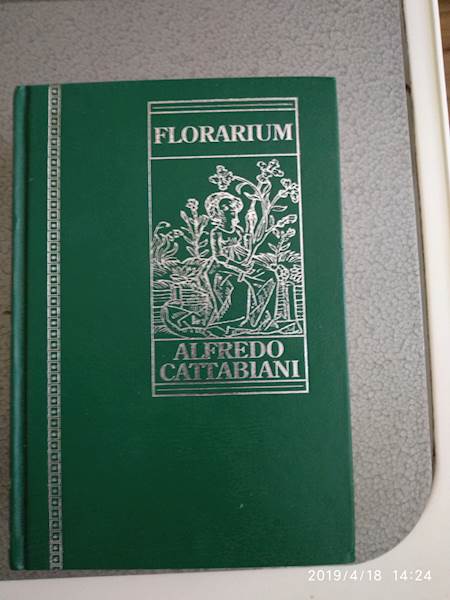 FLORARIUM
ALFREDO
CATTABIANI
2019/4/18 14:24